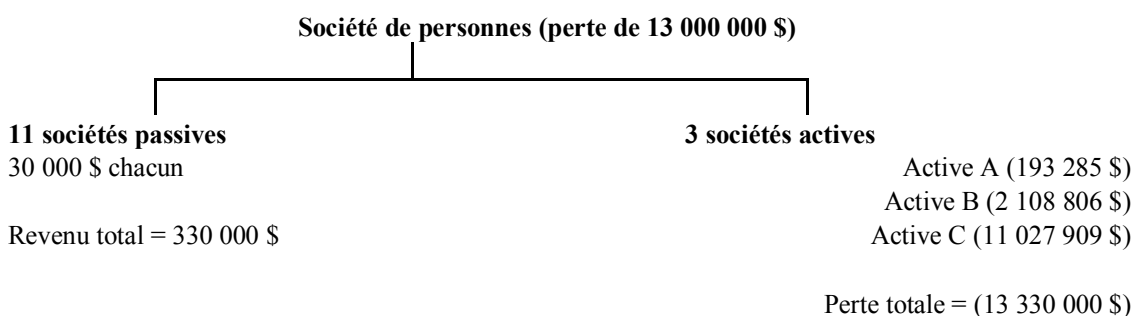 Société de personnes (perte de 13 000 000 $)
11 sociétés passives
30 000 $ chacun
Revenu total = 330 000 $
3 sociétés actives
Active A (193 285 $)
Active B (2 108 806 $)
Active C (11 027 909 $)
Perte totale = (13 330 000 $)